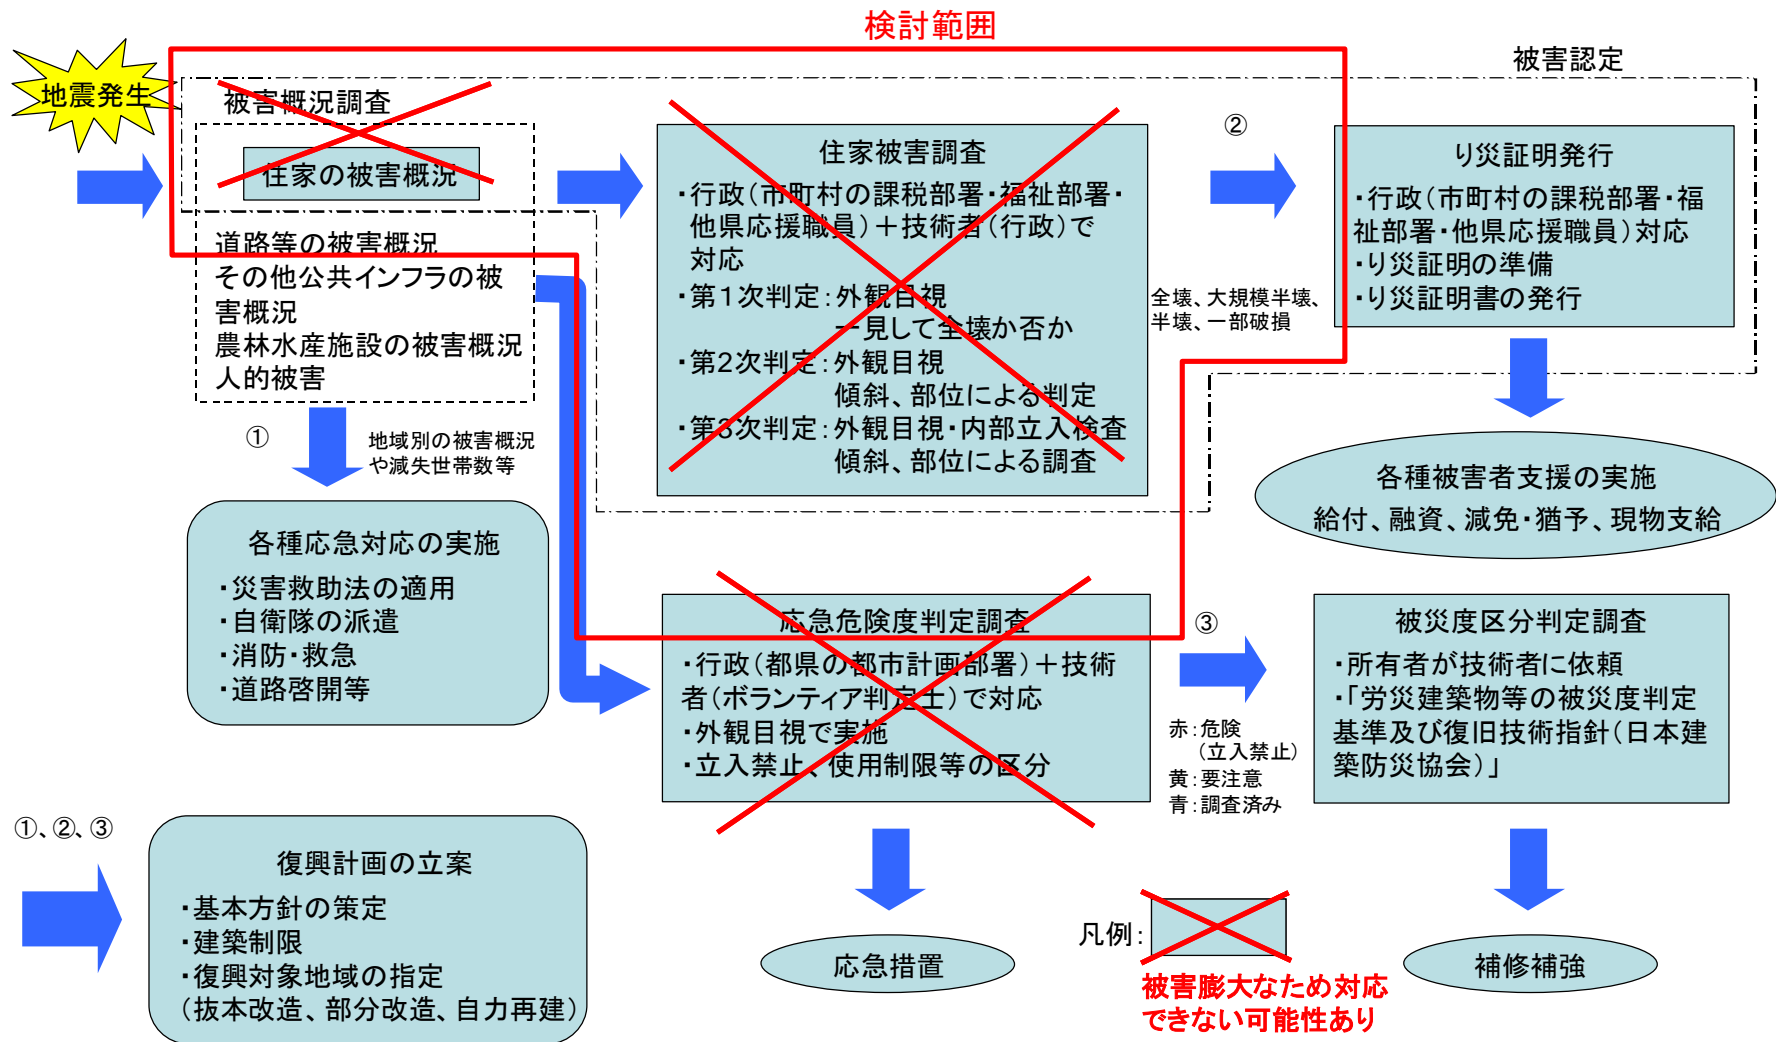 検討範囲
地震発生
被害認定
被害概況調査
住家の被害概況
道路等の被害概況
その他公共インフラの被
害概況
農林水産施設の被害概況
人的被害
住家被害調査
・行政(市町村の課税部署・福祉部署・
他県応援職員)+技術者(行政)で
対応
・第1次判定:外観目視
一見して全壊か否か
・第2次判定:外観目視
傾斜、部位による判定
・第3次判定:外観目視・内部立入検査
傾斜、部位による調査
②
全壊、大規模半壊、
半壊、一部破損
り災証明発行
・行政(市町村の課税部署・福
祉部署・他県応援職員)対応
・り災証明の準備
・り災証明書の発行
①
地域別の被害概況
や減失世帯数等
各種応急対応の実施
・災害救助法の適用
・自衛隊の派遣
・消防・救急
・道路啓開等
各種被害者支援の実施
給付、融資、減免・猶予、現物支給
応急危険度判定調査
・行政(都県の都市計画部署)+技術
者(ボランティア判定士)で対応
・外観目視で実施
・立入禁止、使用制限等の区分
③
赤:危険
(立入禁止)
黄:要注意
青:調査済み
被災度区分判定調査
・所有者が技術者に依頼
・「労災建築物等の被災度判定
基準及び復旧技術指針(日本建
築防災協会)」
①、②、③
復興計画の立案
・基本方針の策定
・建築制限
・復興対象地域の指定
(抜本改造、部分改造、自力再建)
応急措置
凡例:
被害膨大なため対応
できない可能性あり
補修補強